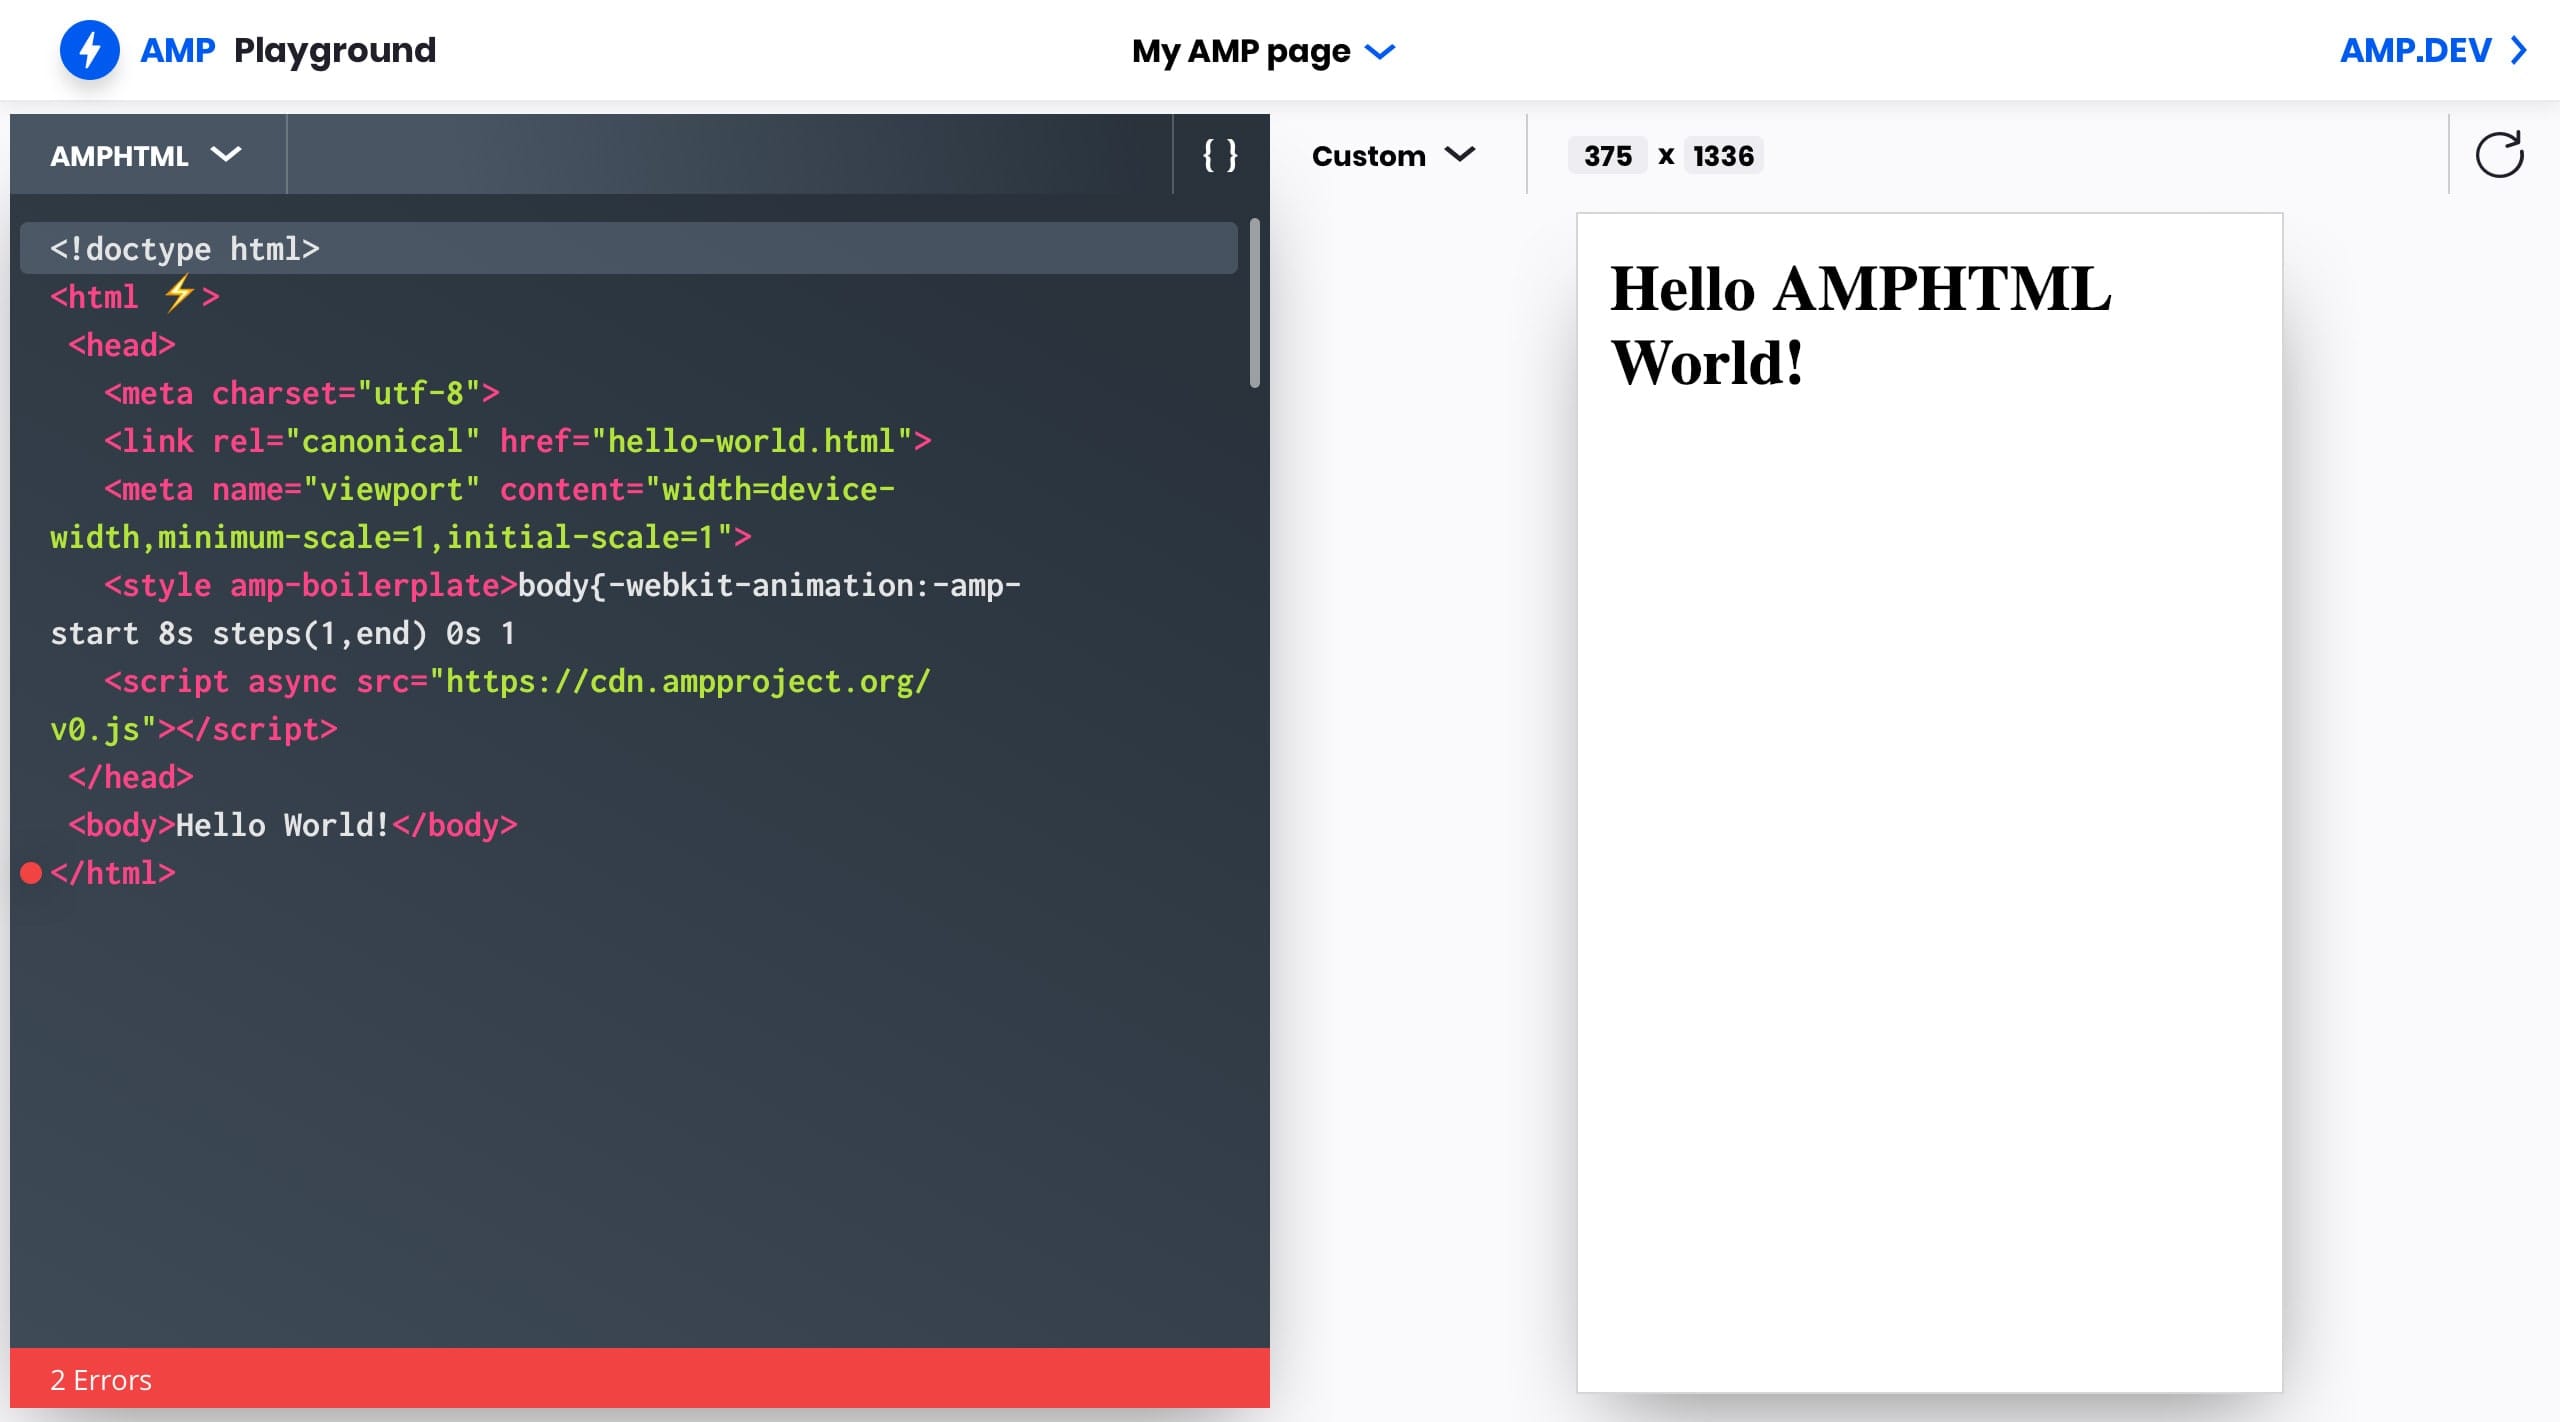 AMP Playground
My AMP page
AMP.DEV
AMPHTML
{ }
Custom
375 x 1336
<!doctype html>
<html ⚡>
<head>
<meta charset="utf-8">
<link rel="canonical" href="hello-world.html">
<meta name="viewport" content="width=device-
width,minimum-scale=1,initial-scale=1">
<style amp-boilerplate>body{-webkit-animation:-amp-
start 8s steps(1,end) 0s 1
<script async src="https://cdn.ampproject.org/
v0.js"></script>
</head>
<body>Hello World!</body>
</html>
2 Errors
Hello AMPHTML
World!